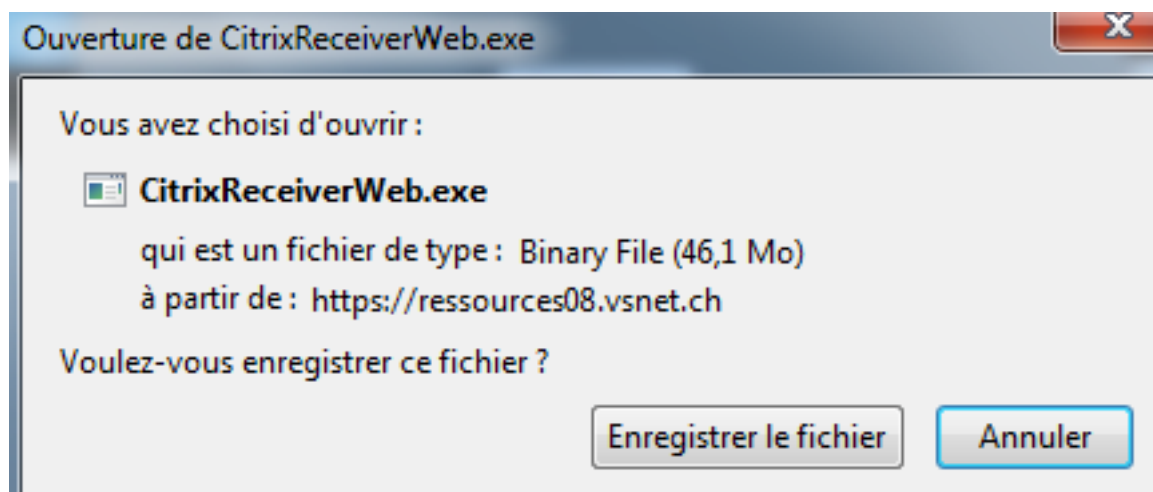 Ouverture de CitrixReceiverWeb.exe
Vous avez choisi d'ouvrir :
CitrixReceiverWeb.exe
qui est un fichier de type : Binary File (46,1 Mo)
à partir de : https://ressources08.vsnet.ch
Voulez-vous enregistrer ce fichier ?
Enregistrer le fichier Annuler